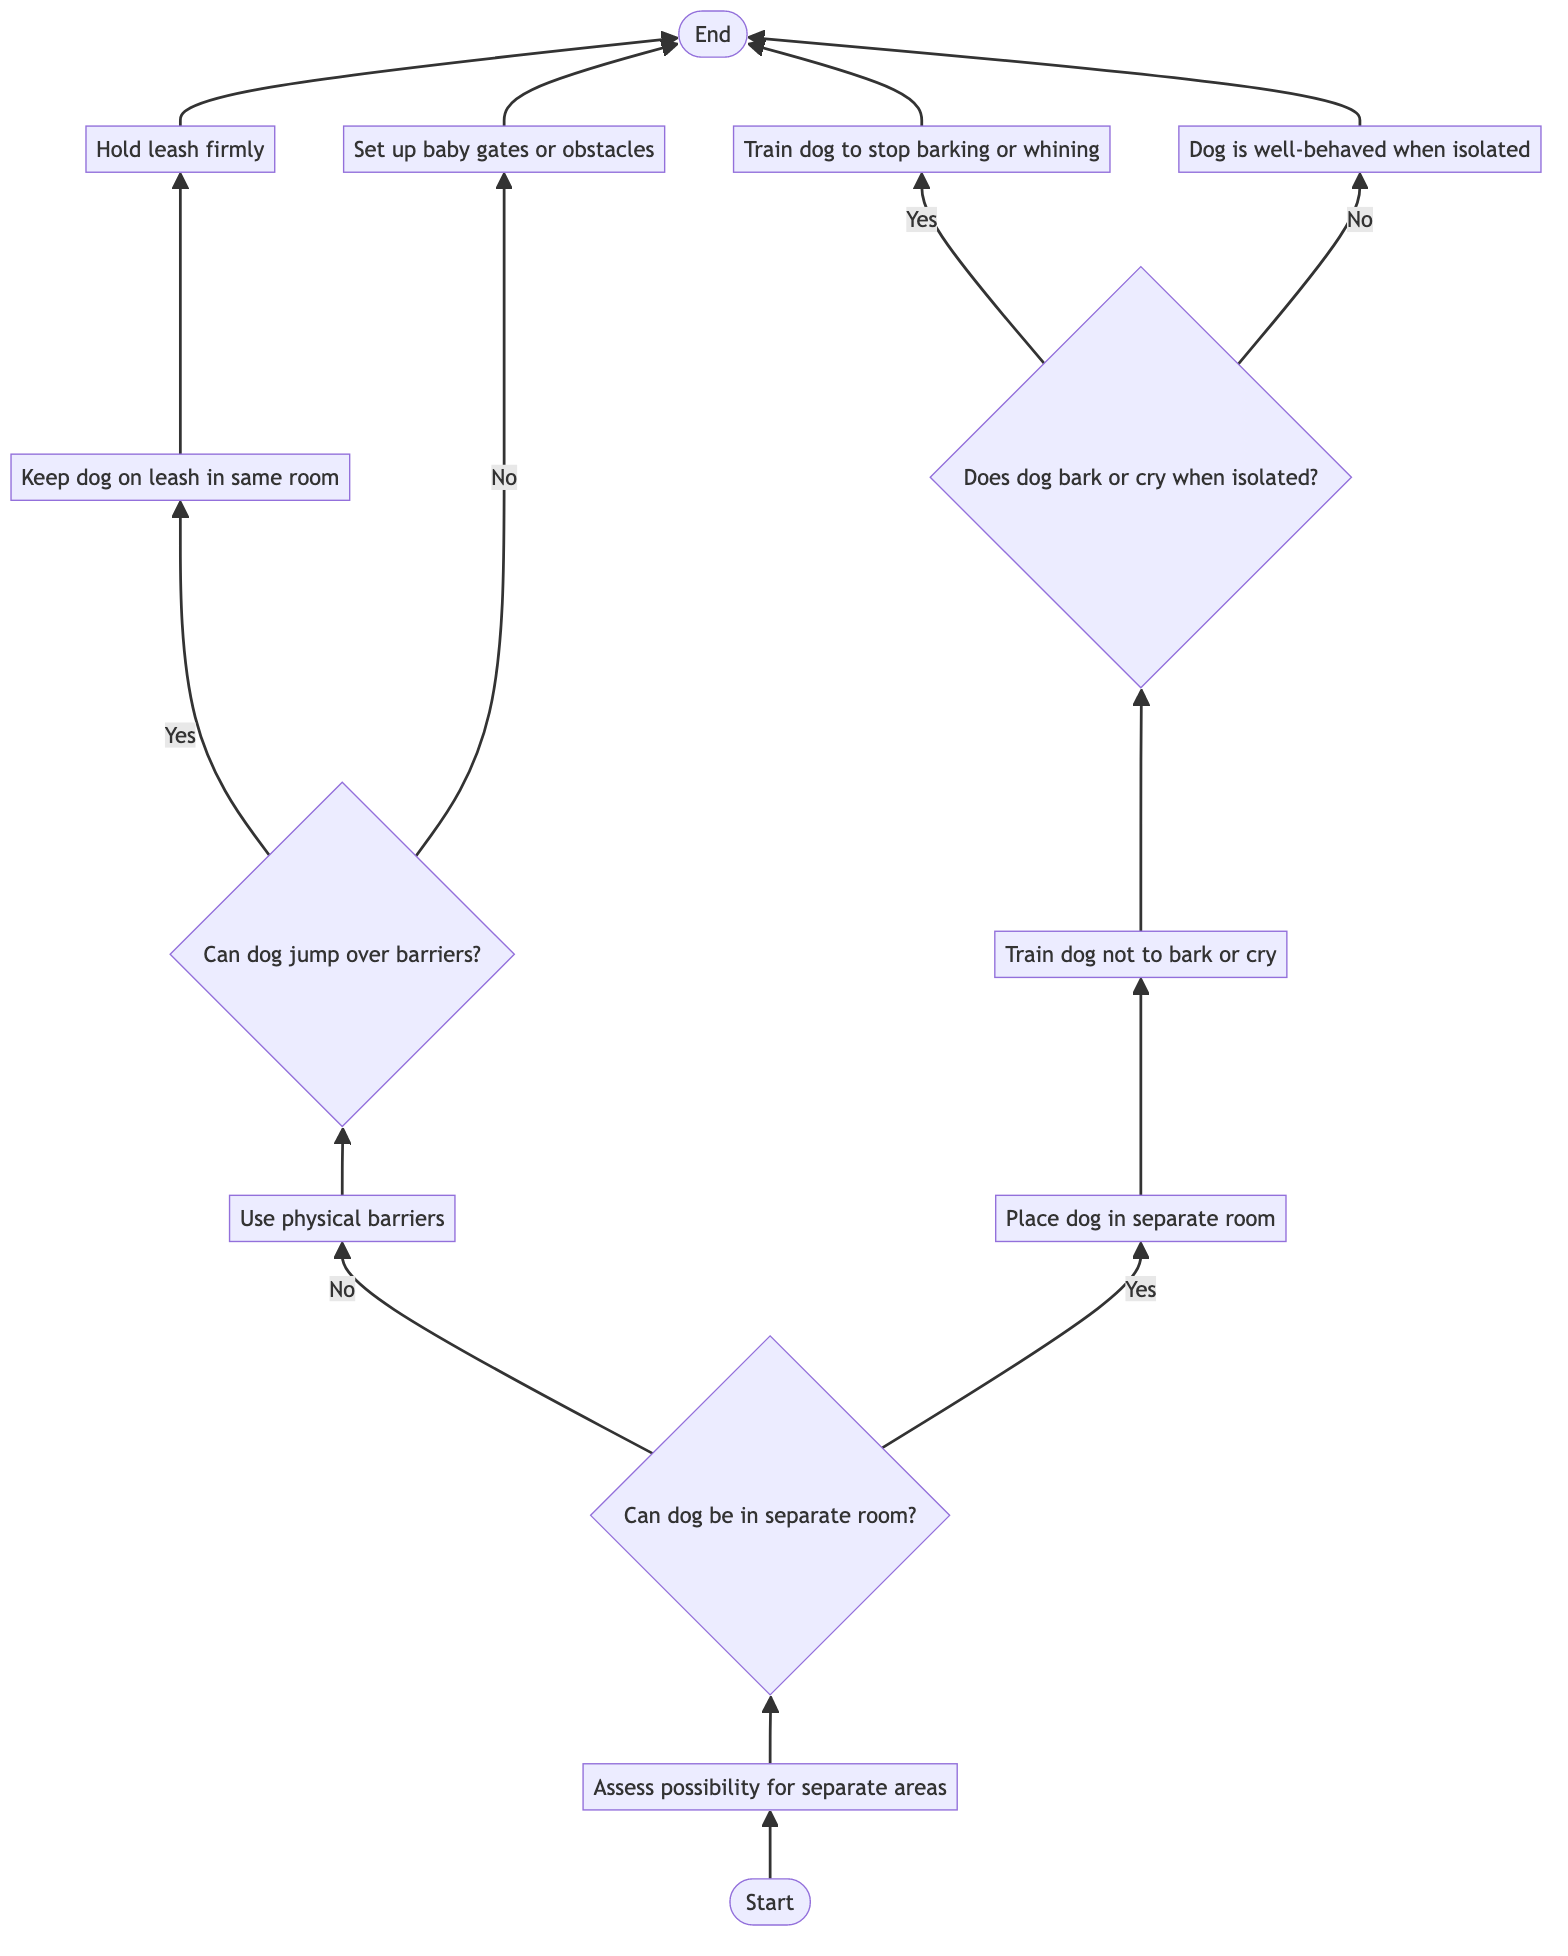 End
Hold leash firmly
Set up baby gates or obstacles
Train dog to stop barking or whining
Dog is well-behaved when isolated
Yes
No
Keep dog on leash in same room
No
Does dog bark or cry when isolated?
Yes
Can dog jump over barriers?
Train dog not to bark or cry
Use physical barriers
Place dog in separate room
No
Yes
Can dog be in separate room?
Assess possibility for separate areas
Start